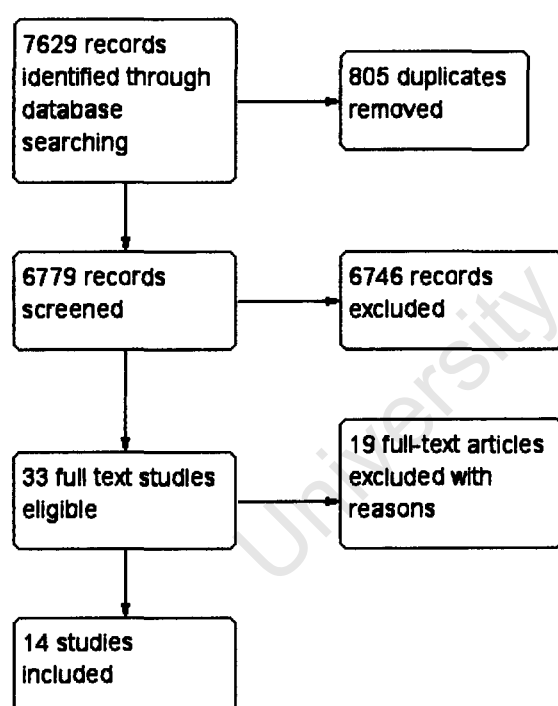 7629 records
identified through
database
searching
805 duplicates
removed
6779 records
screened
6746 records
excluded
33 full text studies
eligible
19 full-text articles
excluded with
reasons
14 studies
included
University